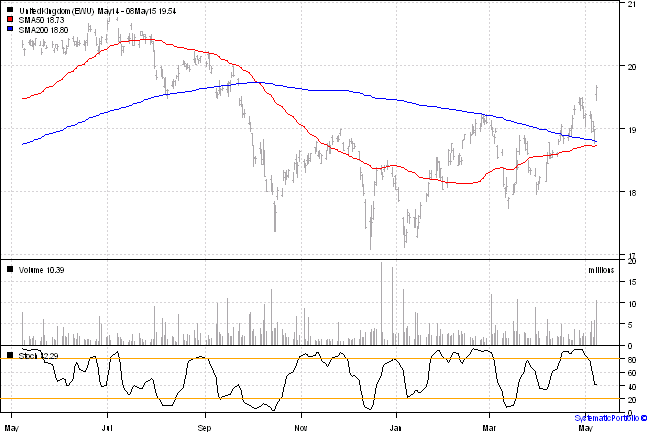 UnitedKingdom (EWU) May14 - 08May15 19.54
SMA50 18.73
SMA200 18.80
21
20
19
18
17
Volume 10.39
millions
20
15
10
5
0
Stoch 42.29
80
60
40
20
0
May Jul Sep Nov Jan Mar May
SystematicPortfolio ©